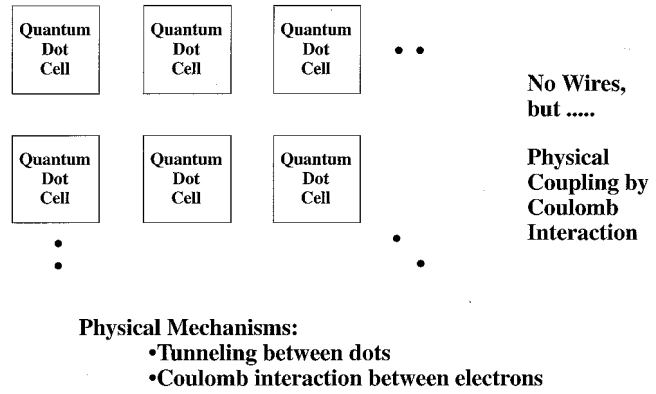 Quantum
Dot
Cell
Quantum
Dot
Cell
Quantum
Dot
Cell
No Wires,
but .....
Quantum
Dot
Cell
Quantum
Dot
Cell
Quantum
Dot
Cell
Physical
Coupling by
Coulomb
Interaction
Physical Mechanisms:
•Tunneling between dots
•Coulomb interaction between electrons